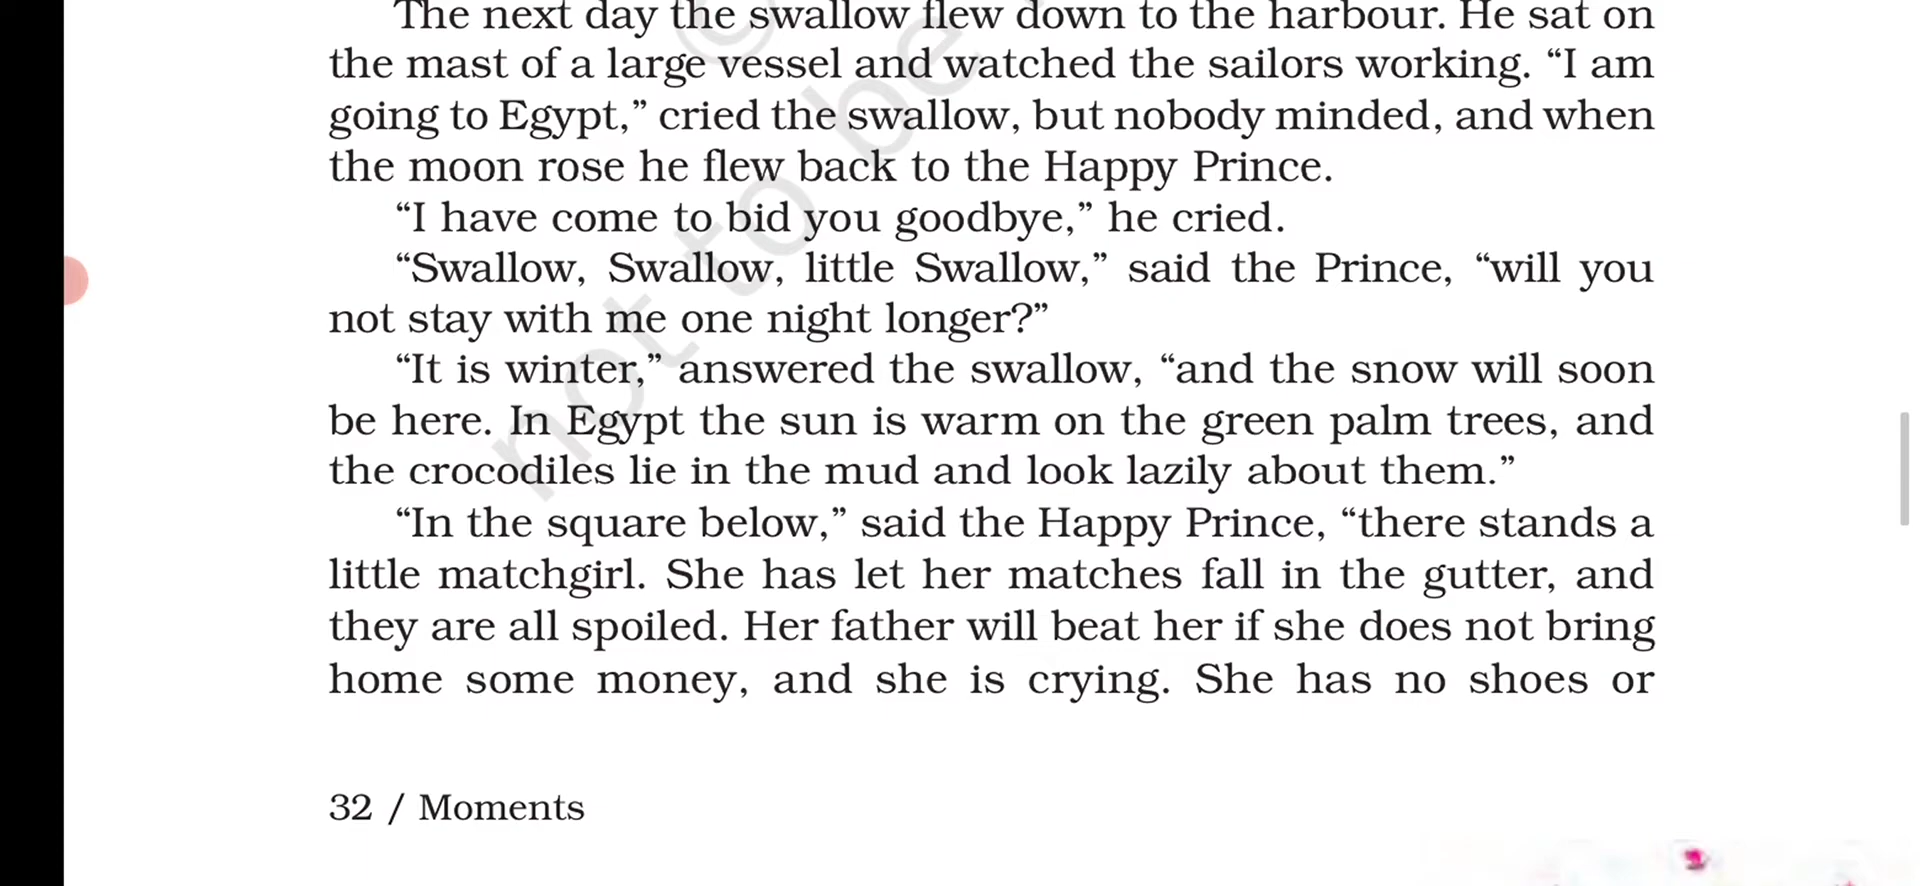 The next day the swallow flew down to the harbour. He sat on
the mast of a large vessel and watched the sailors working. “I am
going to Egypt,” cried the swallow, but nobody minded, and when
the moon rose he flew back to the Happy Prince.
“I have come to bid you goodbye,” he cried.
“Swallow, Swallow, little Swallow,” said the Prince, “will you
not stay with me one night longer?”
“It is winter,” answered the swallow, “and the snow will soon
be here. In Egypt the sun is warm on the green palm trees, and
the crocodiles lie in the mud and look lazily about them.”
“In the square below,” said the Happy Prince, “there stands a
little matchgirl. She has let her matches fall in the gutter, and
they are all spoiled. Her father will beat her if she does not bring
home some money, and she is crying. She has no shoes or
32 / Moments
©
not to be